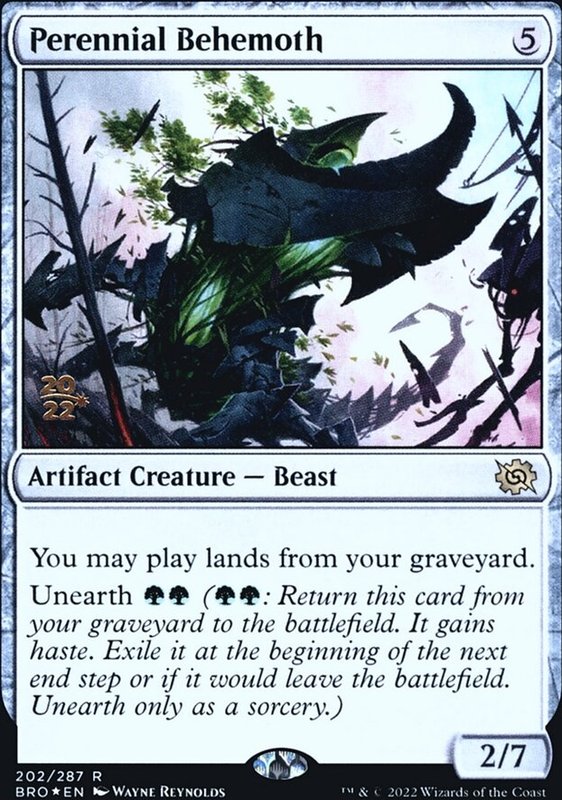 Perennial Behemoth
5
20
22
Artifact Creature — Beast
You may play lands from your graveyard.
Unearth (: Return this card from
your graveyard to the battlefield. It gains
haste. Exile it at the beginning of the next
end step or if it would leave the battlefield.
Unearth only as a sorcery.)
2/7
202/287 R
BRO★EN WAYNE REYNOLDS
™ & © 2022 Wizards of the Coast